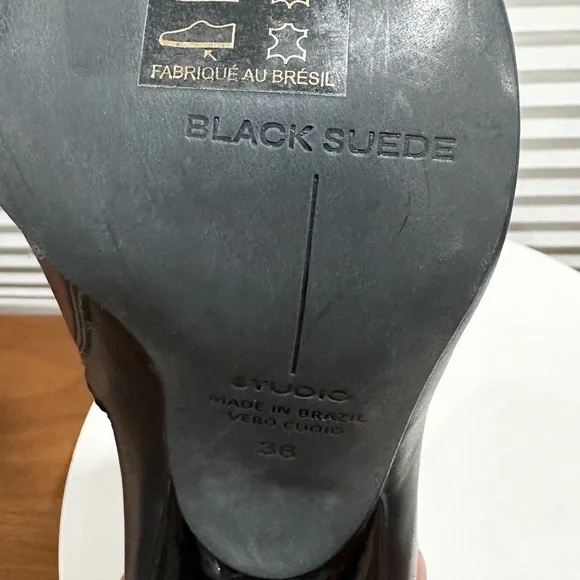 FABRIQUÉ AU BRÉSIL
BLACK SUEDE
STUDIO
MADE IN BRAZIL
VERO CUOIO
36